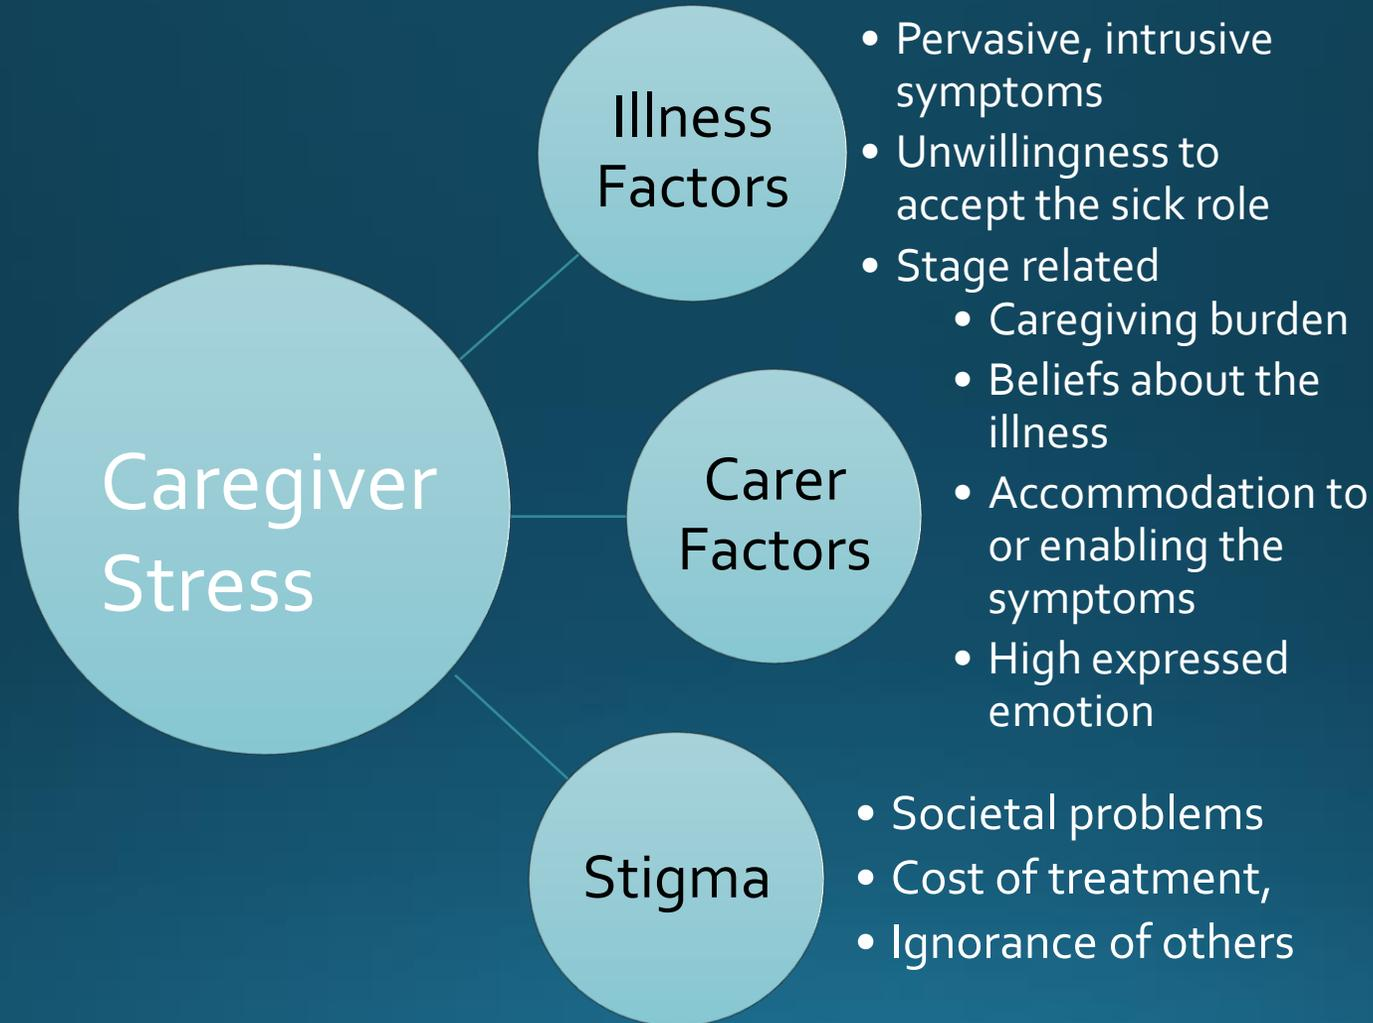 Caregiver
Stress
Illness
Factors
• Pervasive, intrusive
symptoms
• Unwillingness to
accept the sick role
• Stage related
Carer
Factors
• Caregiving burden
• Beliefs about the
illness
• Accommodation to
or enabling the
symptoms
• High expressed
emotion
Stigma
• Societal problems
• Cost of treatment,
• Ignorance of others